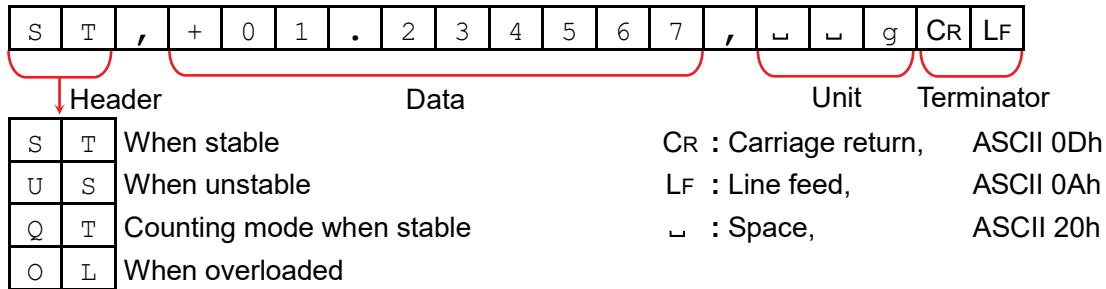 S T , + 0 1 . 2 3 4 5 6 7 , ␣ ␣ g CR LF
Header Data Unit Terminator
S T When stable CR : Carriage return, ASCII 0Dh
U S When unstable LF : Line feed, ASCII 0Ah
Q T Counting mode when stable ␣ : Space, ASCII 20h
O L When overloaded